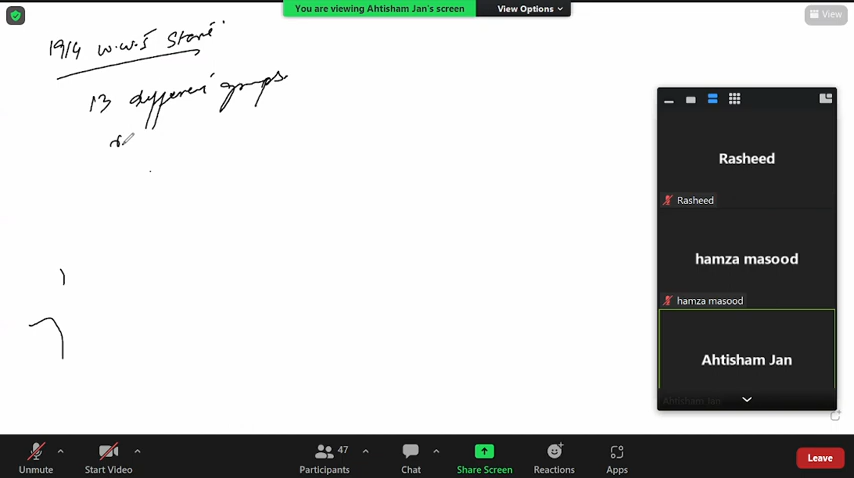 You are viewing Ahtisham Jan's screen
View Options
View
1914 W.W.I Start
13 different groups
Rasheed
Rasheed
hamza masood
hamza masood
Ahtisham Jan
Ahtisham Jan
Unmute
Start Video
47
Participants
Chat
Share Screen
Reactions
Apps
Leave